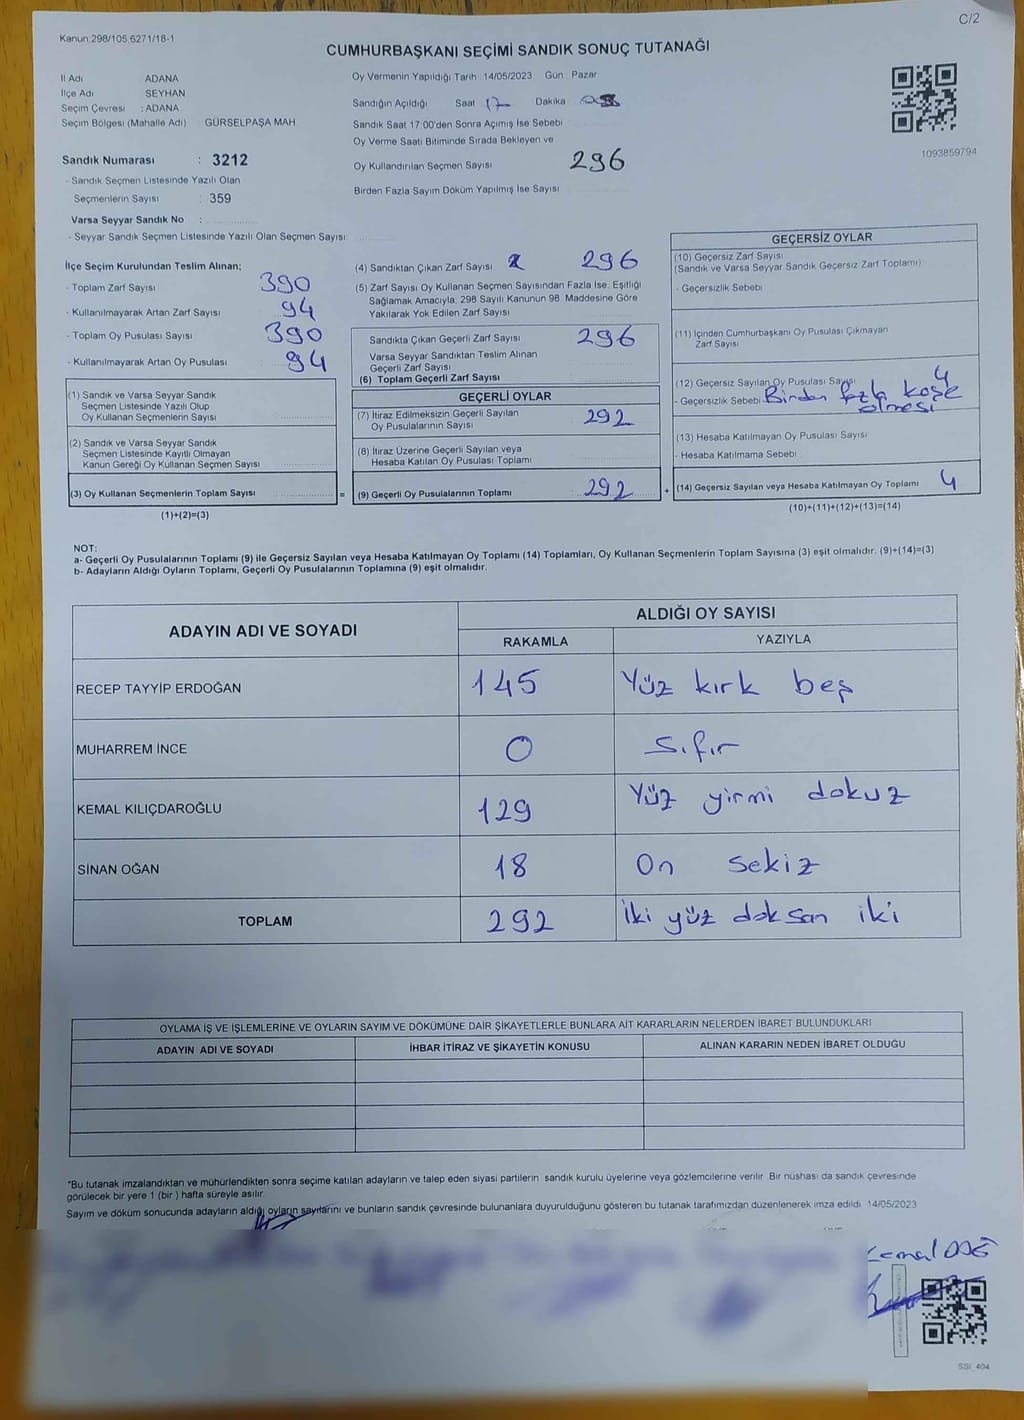 C/2
Kanun:298/105,6271/18-1
CUMHURBAŞKANI SEÇİMİ SANDIK SONUÇ TUTANAĞI
İl Adı ADANA
İlçe Adı SEYHAN
Seçim Çevresi : ADANA
Seçim Bölgesi (Mahalle Adı) : GÜRSELPAŞA MAH.
Sandık Numarası : 3212
- Sandık Seçmen Listesinde Yazılı Olan
Seçmenlerin Sayısı : 359
Varsa Seyyar Sandık No :
- Seyyar Sandık Seçmen Listesinde Yazılı Olan Seçmen Sayısı:
Oy Vermenin Yapıldığı Tarih : 14/05/2023 Gün : Pazar
Sandığın Açıldığı Saat 17 Dakika
Sandık Saat 17:00'den Sonra Açılmış İse Sebebi
Oy Verme Saati Bitiminde Sırada Bekleyen ve
Oy Kullandırılan Seçmen Sayısı 296
Birden Fazla Sayım Döküm Yapılmış İse Sayısı
1093859794
İlçe Seçim Kurulundan Teslim Alınan;
- Toplam Zarf Sayısı 390
- Kullanılmayarak Artan Zarf Sayısı 94
- Toplam Oy Pusulası Sayısı 390
- Kullanılmayarak Artan Oy Pusulası 94
(1) Sandık ve Varsa Seyyar Sandık
Seçmen Listesinde Yazılı Olup
Oy Kullanan Seçmenlerin Sayısı
(2) Sandık ve Varsa Seyyar Sandık
Seçmen Listesinde Kayıtlı Olmayan
Kanun Gereği Oy Kullanan Seçmen Sayısı
(3) Oy Kullanan Seçmenlerin Toplam Sayısı =
(1)+(2)=(3)
(4) Sandıktan Çıkan Zarf Sayısı 296
(5) Zarf Sayısı Oy Kullanan Seçmen Sayısından Fazla İse, Eşitliği
Sağlamak Amacıyla, 298 Sayılı Kanunun 98. Maddesine Göre
Yakılarak Yok Edilen Zarf Sayısı
Sandıkta Çıkan Geçerli Zarf Sayısı 296
Varsa Seyyar Sandıktan Teslim Alınan
Geçerli Zarf Sayısı
(6) Toplam Geçerli Zarf Sayısı
GEÇERLİ OYLAR
(7) İtiraz Edilmeksizin Geçerli Sayılan
Oy Pusulalarının Sayısı 292
(8) İtiraz Üzerine Geçerli Sayılan veya
Hesaba Katılan Oy Pusulası Toplamı
(9) Geçerli Oy Pusulalarının Toplamı 292 +
GEÇERSİZ OYLAR
(10) Geçersiz Zarf Sayısı
(Sandık ve Varsa Seyyar Sandık Geçersiz Zarf Toplamı)
- Geçersizlik Sebebi
(11) İçinden Cumhurbaşkanı Oy Pusulası Çıkmayan
Zarf Sayısı
(12) Geçersiz Sayılan Oy Pusulası Sayısı 4
- Geçersizlik Sebebi Birden fazla kaşe
olması
(13) Hesaba Katılmayan Oy Pusulası Sayısı
- Hesaba Katılmama Sebebi
(14) Geçersiz Sayılan veya Hesaba Katılmayan Oy Toplamı 4
(10)+(11)+(12)+(13)=(14)
NOT:
a- Geçerli Oy Pusulalarının Toplamı (9) ile Geçersiz Sayılan veya Hesaba Katılmayan Oy Toplamı (14) Toplamları, Oy Kullanan Seçmenlerin Toplam Sayısına (3) eşit olmalıdır. (9)+(14)=(3)
b- Adayların Aldığı Oyların Toplamı, Geçerli Oy Pusulalarının Toplamına (9) eşit olmalıdır.
ADAYIN ADI VE SOYADI ALDIĞI OY SAYISI
RAKAMLA YAZIYLA
RECEP TAYYİP ERDOĞAN 145 Yüz kırk beş
MUHARREM İNCE 0 Sıfır
KEMAL KILIÇDAROĞLU 129 Yüz yirmi dokuz
SİNAN OĞAN 18 On sekiz
TOPLAM 292 İki yüz doksan iki
OYLAMA İŞ VE İŞLEMLERİNE VE OYLARIN SAYIM VE DÖKÜMÜNE DAİR ŞİKAYETLERLE BUNLARA AİT KARARLARIN NELERDEN İBARET BULUNDUKLARI
ADAYIN ADI VE SOYADI İHBAR İTİRAZ VE ŞİKAYETİN KONUSU ALINAN KARARIN NEDEN İBARET OLDUĞU
*Bu tutanak imzalandıktan ve mühürlendikten sonra seçime katılan adayların ve talep eden siyasi partilerin sandık kurulu üyelerine veya gözlemcilerine verilir. Bir nüshası da sandık çevresinde
görülecek bir yere 1 (bir ) hafta süreyle asılır.
Sayım ve döküm sonucunda adayların aldığı oyların sayılarını ve bunların sandık çevresinde bulunanlara duyurulduğunu gösteren bu tutanak tarafımızdan düzenlenerek imza edildi. 14/05/2023
Kemal
SSI_404